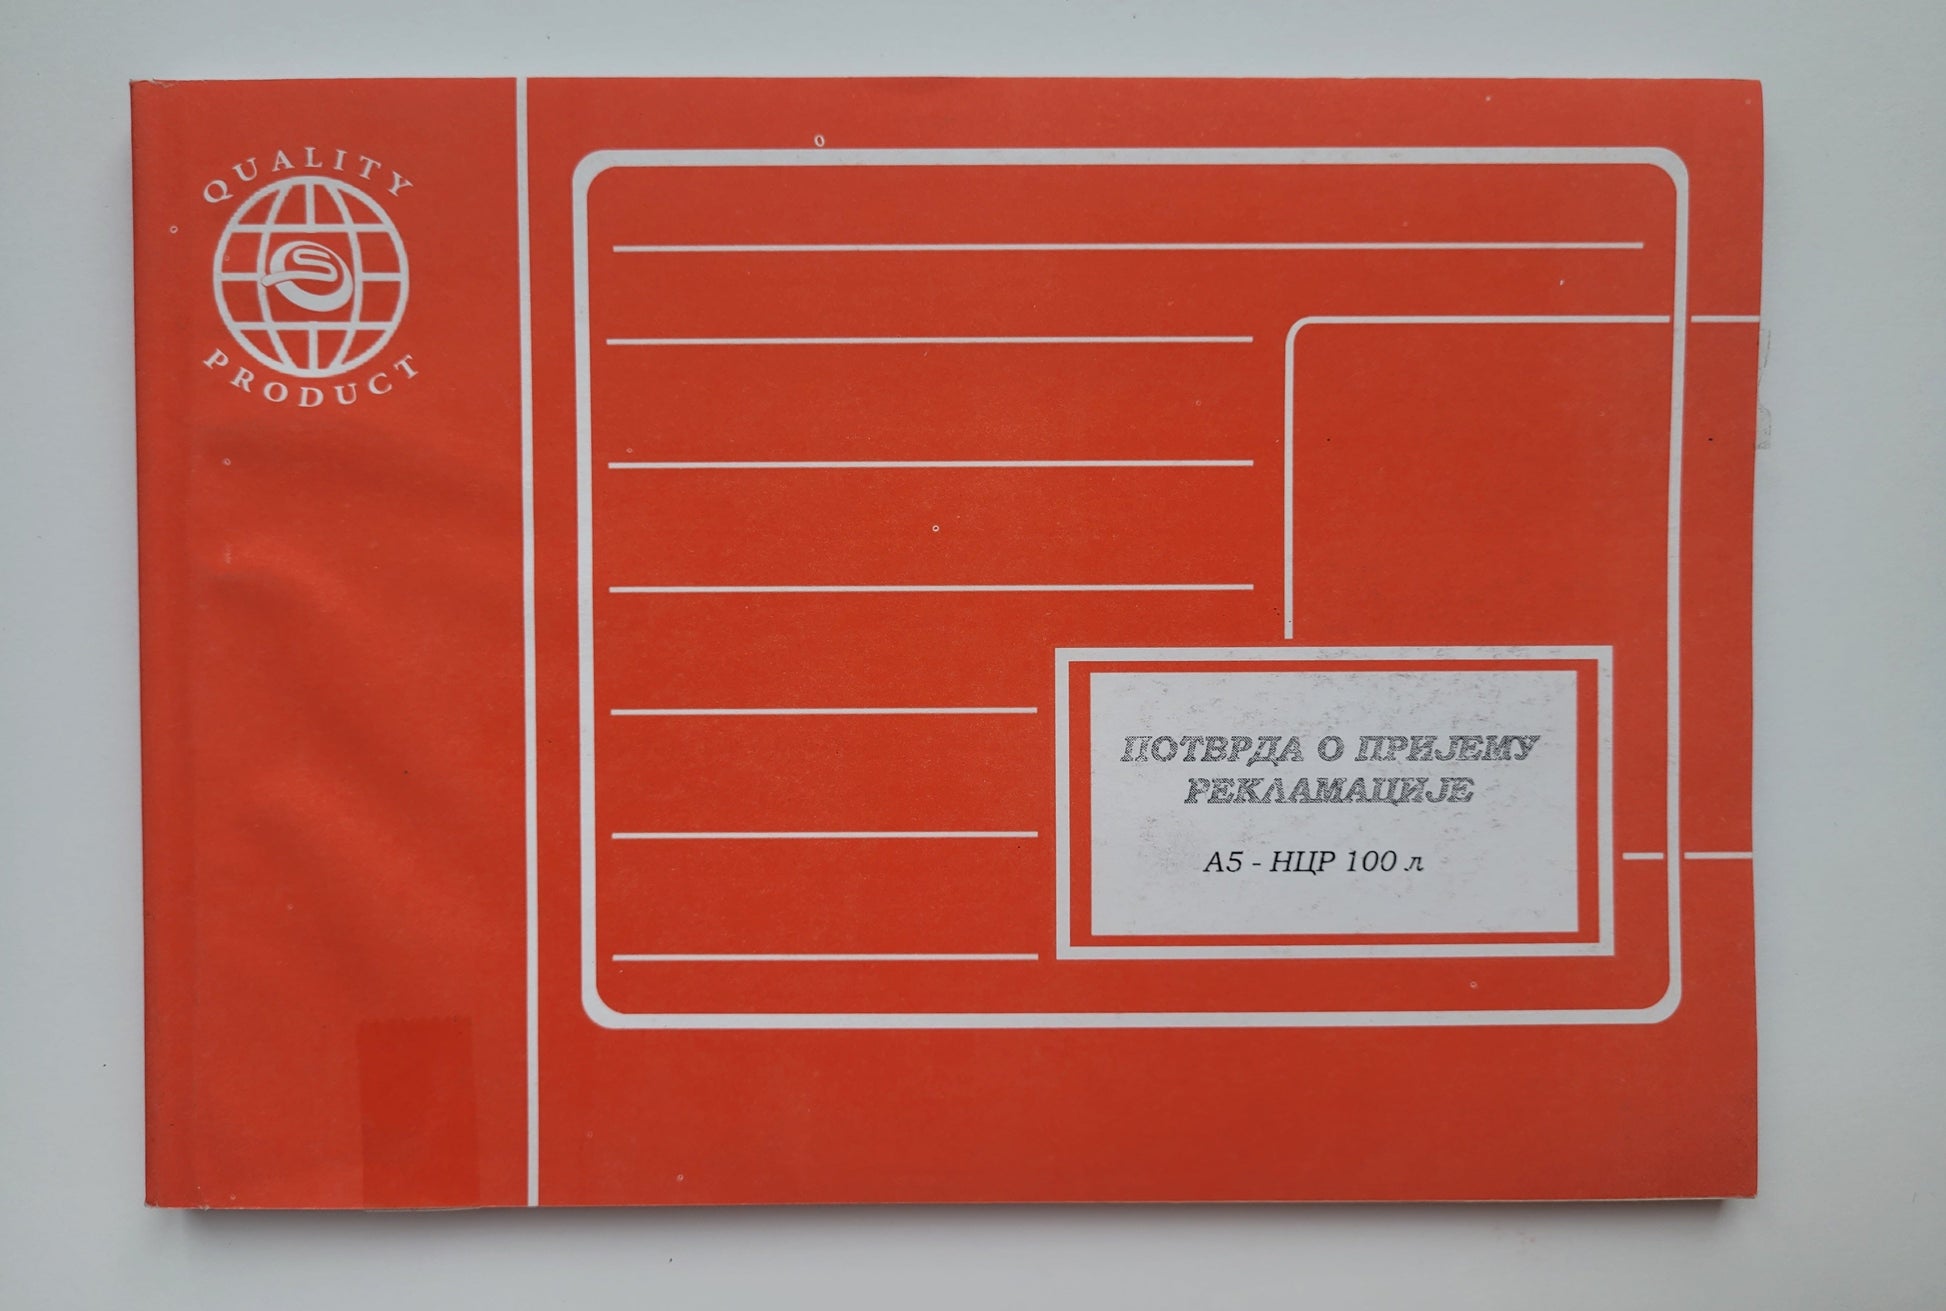 QUALITY
PRODUCT
ПОТВРДА О ПРИЈЕМУ
РЕКЛАМАЦИЈЕ
А5 - НЦР 100 л